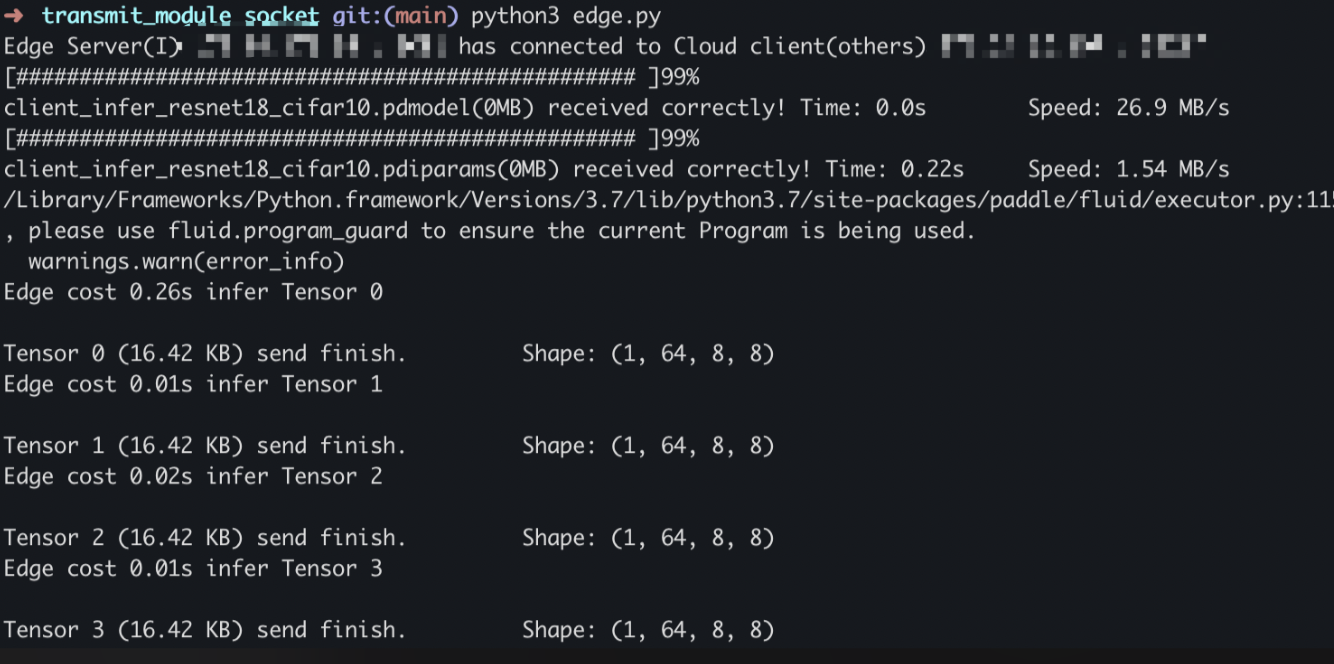 ➜ transmit_module_socket git:(main) python3 edge.py
Edge Server(I) has connected to Cloud client(others)
[################################################# ]99%
client_infer_resnet18_cifar10.pdmodel(0MB) received correctly! Time: 0.0s Speed: 26.9 MB/s
[################################################# ]99%
client_infer_resnet18_cifar10.pdiparams(0MB) received correctly! Time: 0.22s Speed: 1.54 MB/s
/Library/Frameworks/Python.framework/Versions/3.7/lib/python3.7/site-packages/paddle/fluid/executor.py:115
, please use fluid.program_guard to ensure the current Program is being used.
warnings.warn(error_info)
Edge cost 0.26s infer Tensor 0
Tensor 0 (16.42 KB) send finish. Shape: (1, 64, 8, 8)
Edge cost 0.01s infer Tensor 1
Tensor 1 (16.42 KB) send finish. Shape: (1, 64, 8, 8)
Edge cost 0.02s infer Tensor 2
Tensor 2 (16.42 KB) send finish. Shape: (1, 64, 8, 8)
Edge cost 0.01s infer Tensor 3
Tensor 3 (16.42 KB) send finish. Shape: (1, 64, 8, 8)